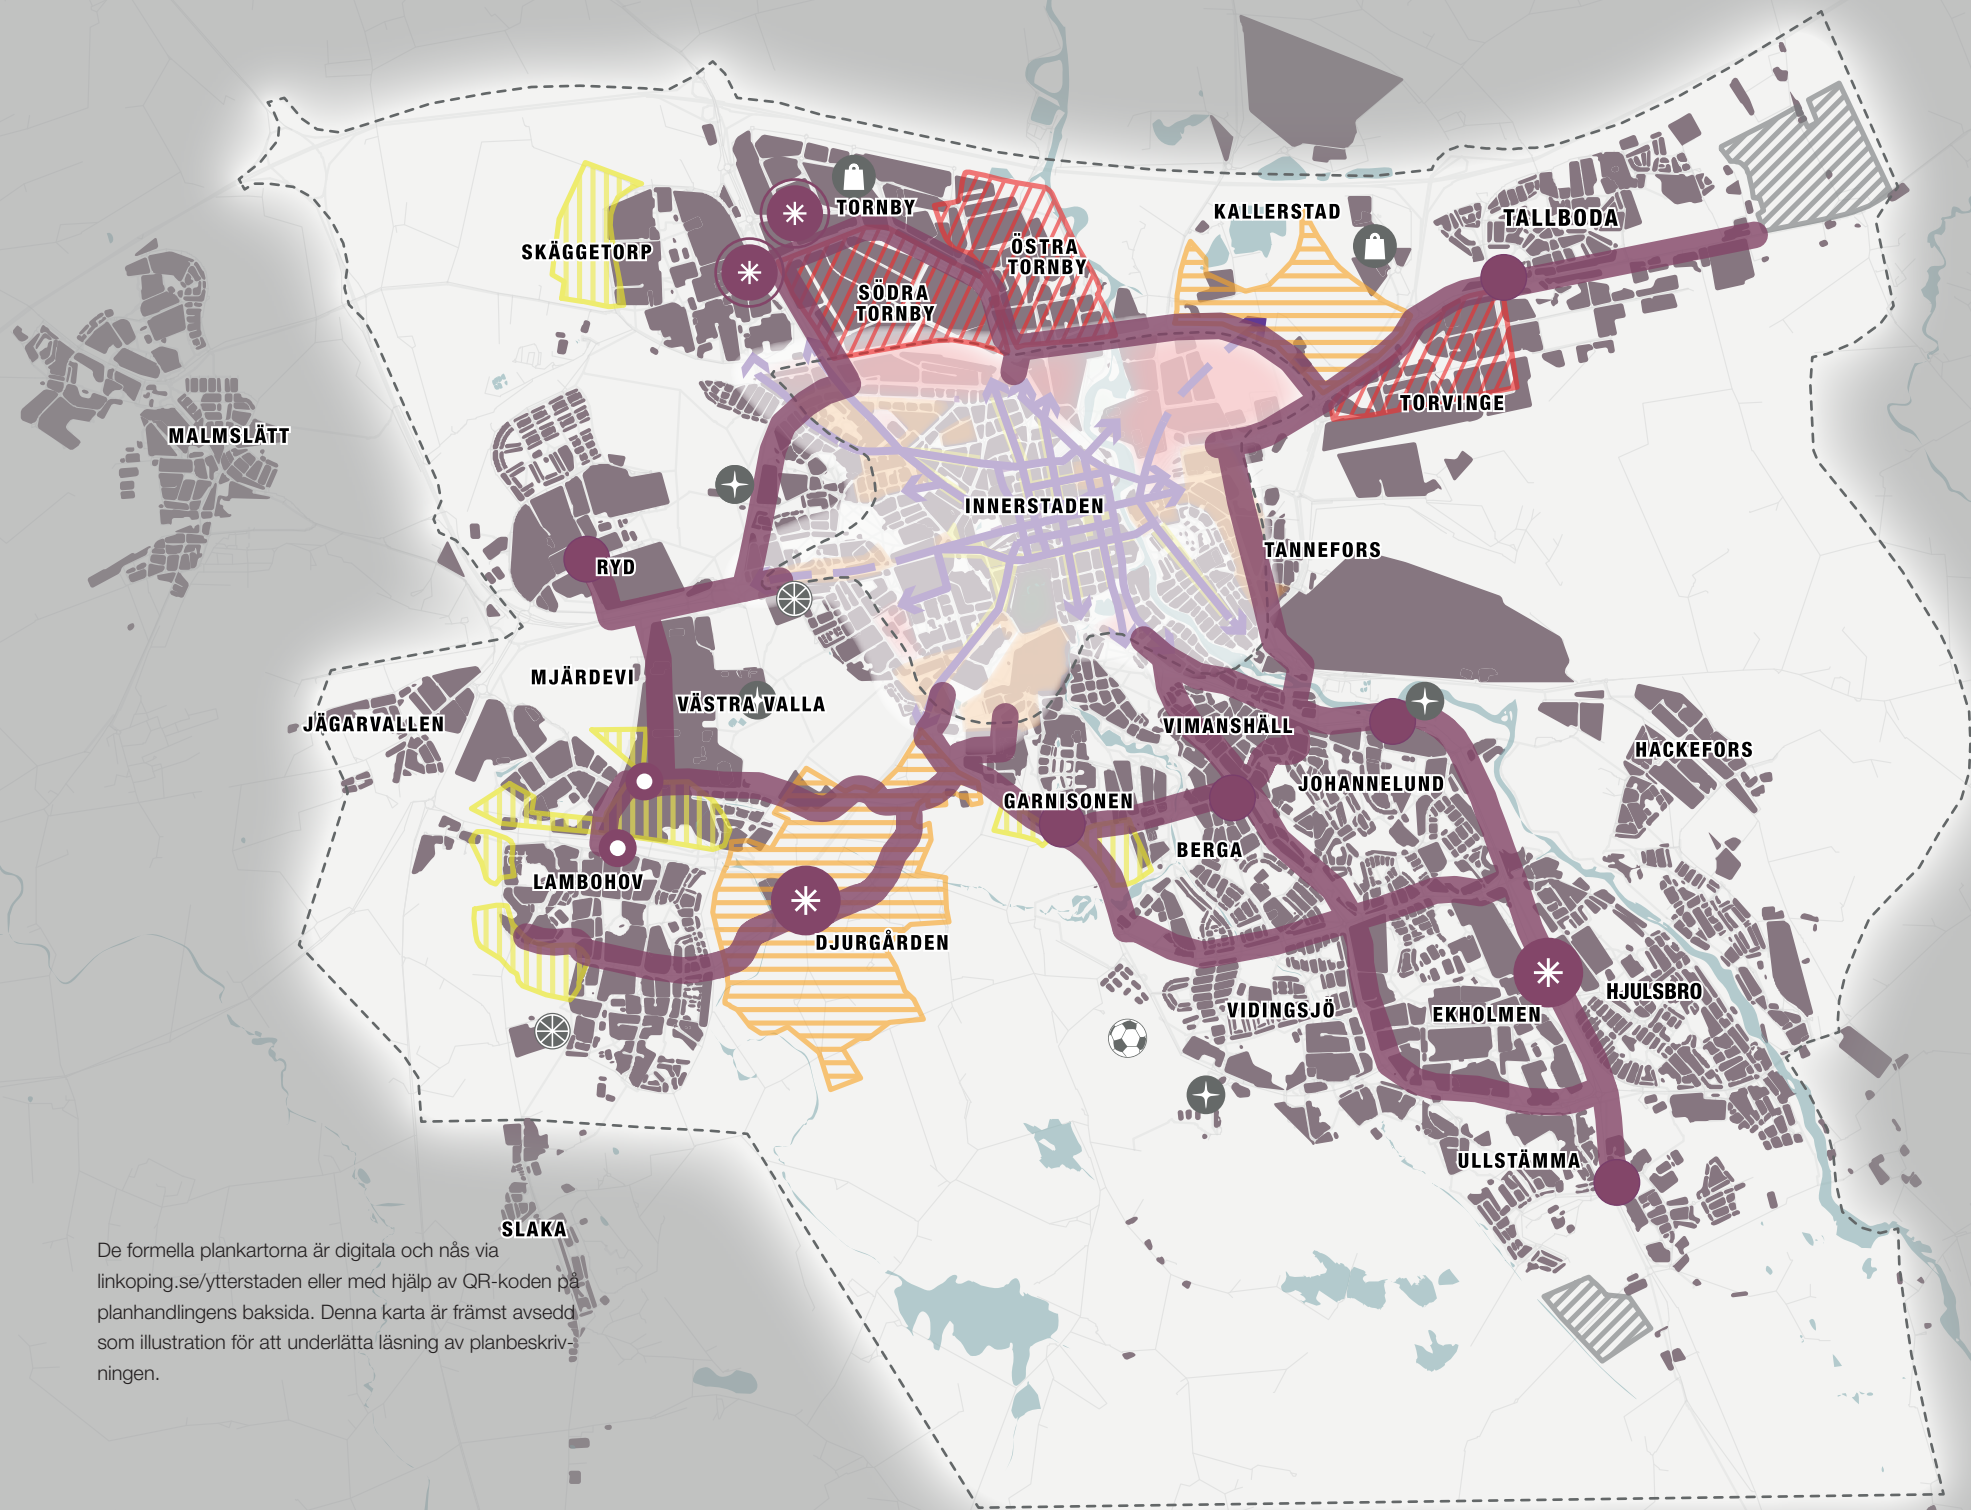 TORNBY
KALLERSTAD
TALLBODA
SKÄGGETORP
ÖSTRA
TORNBY
SÖDRA
TORNBY
TORVINGE
MALMSLÄTT
INNERSTADEN
TANNEFORS
RYD
MJÄRDEVI
VÄSTRA VALLA
JÄGARVALLEN
VIMANSHÄLL
HACKEFORS
JOHANNELUND
GARNISONEN
BERGA
LAMBOHOV
DJURGÅRDEN
HJULSBRO
VIDINGSJÖ
EKHOLMEN
ULLSTÄMMA
SLAKA
De formella plankartorna är digitala och nås via
linkoping.se/ytterstaden eller med hjälp av QR-koden på
planhandlingens baksida. Denna karta är främst avsedd
som illustration för att underlätta läsning av planbeskriv-
ningen.